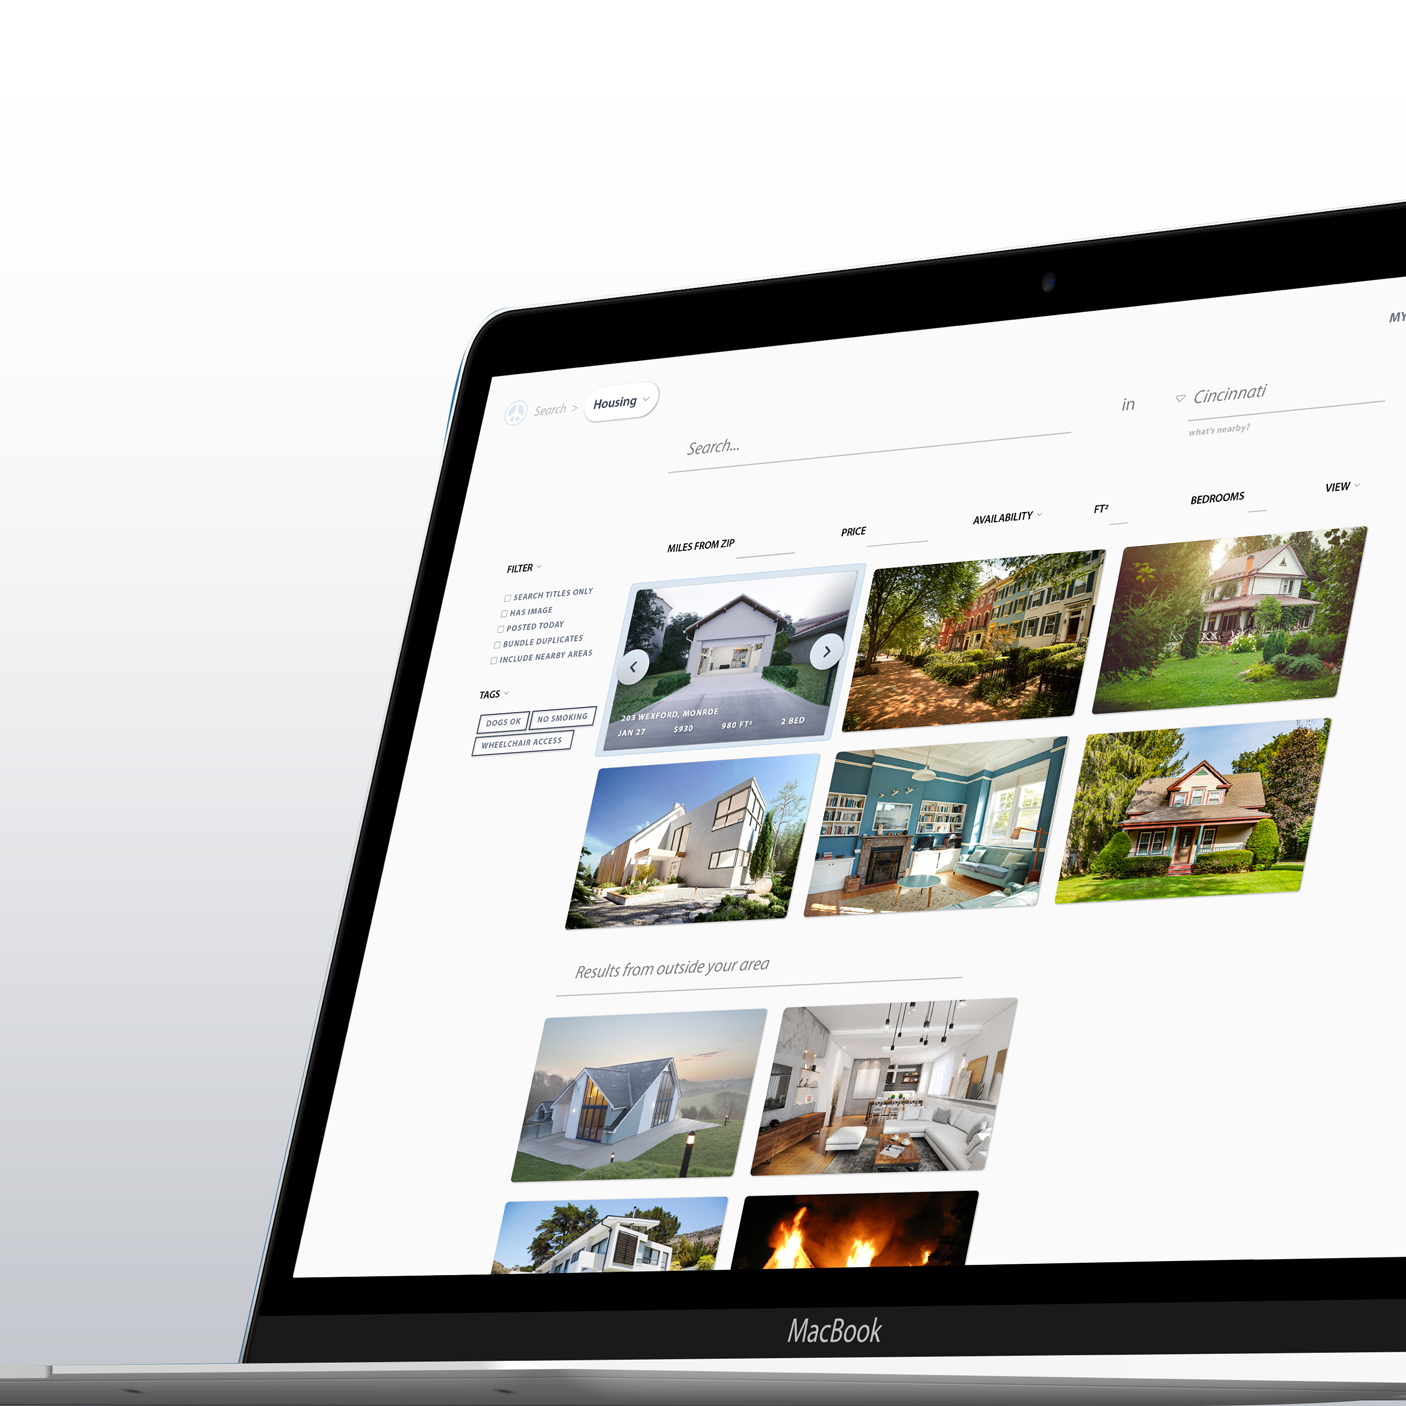 MY
Search > Housing
in
Cincinnati
Search...
what's nearby?
MILES FROM ZIP
PRICE
AVAILABILITY
FT²
BEDROOMS
VIEW
FILTER
SEARCH TITLES ONLY
HAS IMAGE
POSTED TODAY
BUNDLE DUPLICATES
INCLUDE NEARBY AREAS
TAGS
DOGS OK
NO SMOKING
WHEELCHAIR ACCESS
203 WEXFORD, MONROE
JAN 27 $930 980 FT² 2 BED
Results from outside your area
MacBook